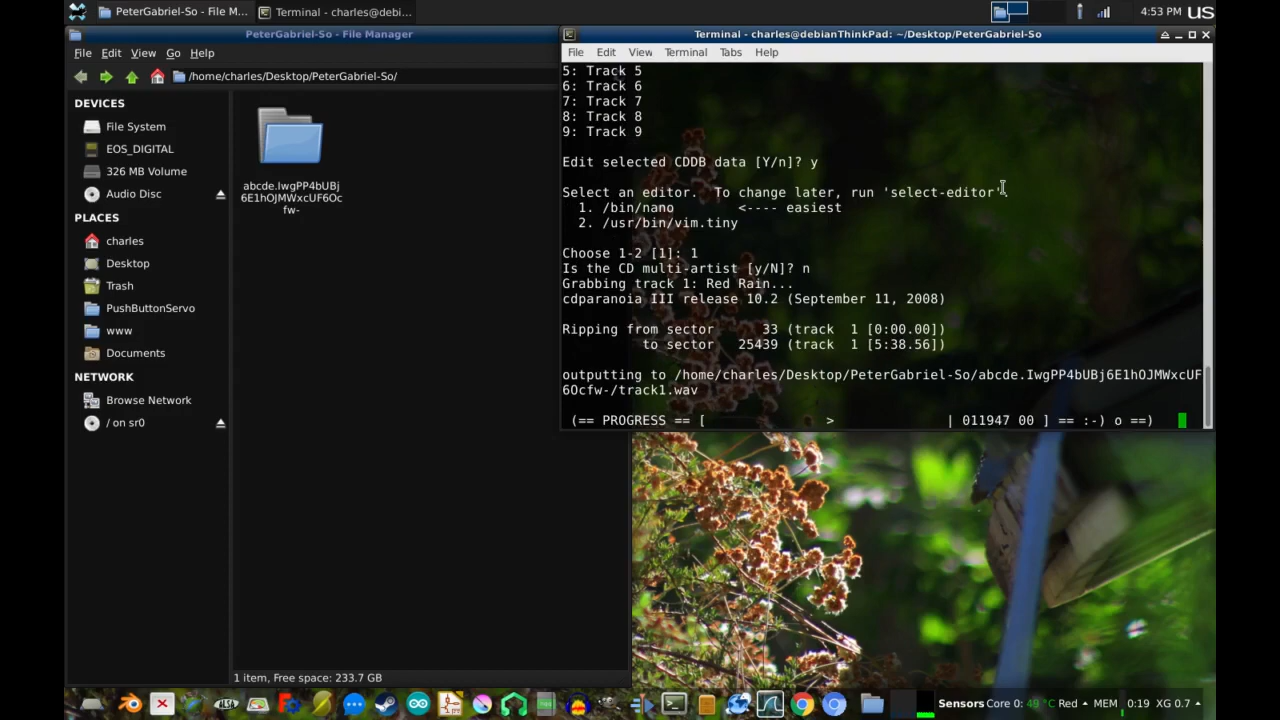 PeterGabriel-So - File M...
Terminal - charles@debi...
4:53 PM US
PeterGabriel-So - File Manager
File Edit View Go Help
/home/charles/Desktop/PeterGabriel-So/
DEVICES
File System
EOS_DIGITAL
326 MB Volume
Audio Disc
PLACES
charles
Desktop
Trash
PushButtonServo
www
Documents
NETWORK
Browse Network
/ on sr0
abcde.IwgPP4bUBj
6E1hOJMWxcUF6Oc
fw-
1 item, Free space: 233.7 GB
Terminal - charles@debianThinkPad: ~/Desktop/PeterGabriel-So
File Edit View Terminal Tabs Help
5: Track 5
6: Track 6
7: Track 7
8: Track 8
9: Track 9
Edit selected CDDB data [Y/n]? y
Select an editor.  To change later, run 'select-editor'.
1. /bin/nano        <---- easiest
2. /usr/bin/vim.tiny
Choose 1-2 [1]: 1
Is the CD multi-artist [y/N]? n
Grabbing track 1: Red Rain...
cdparanoia III release 10.2 (September 11, 2008)
Ripping from sector      33 (track  1 [0:00.00])
to sector   25439 (track  1 [5:38.56])
outputting to /home/charles/Desktop/PeterGabriel-So/abcde.IwgPP4bUBj6E1hOJMWxcUF
6Ocfw-/track1.wav
(== PROGRESS == [                >               | 011947 00 ] == :-) o ==)
Sensors Core 0: 49 °C Red MEM 0:19 XG 0.7